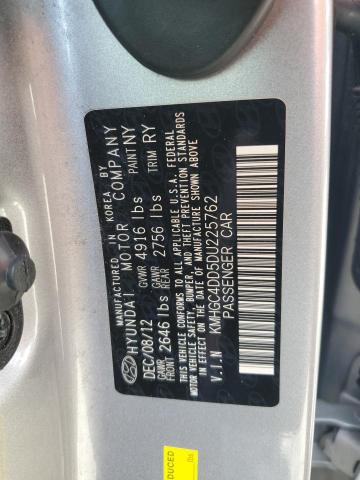 MANUFACTURED IN KOREA BY
HYUNDAI MOTOR COMPANY
DEC/08/12 GVWR 4916 lbs PAINT NY
GAWR FRONT 2646 lbs GAWR REAR 2756 lbs TRIM RY
THIS VEHICLE CONFORMS TO ALL APPLICABLE U.S.A. FEDERAL
MOTOR VEHICLE SAFETY, BUMPER, AND THEFT PREVENTION
STANDARDS IN EFFECT ON THE DATE OF MANUFACTURE SHOWN ABOVE
V.I.N KMHGC4DD5DU225762
PASSENGER CAR
DUCED